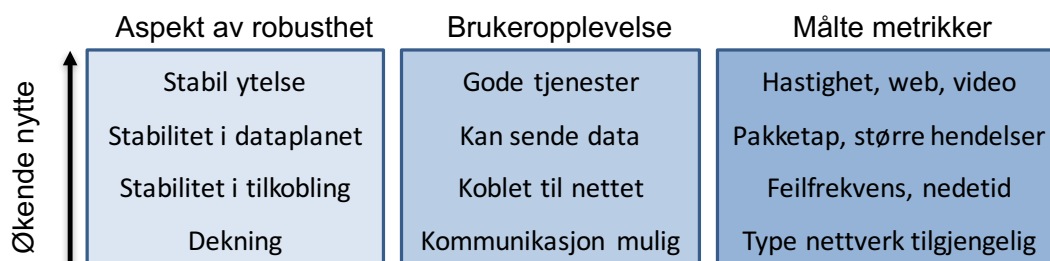 Aspekt av robusthet
Brukeropplevelse
Målte metrikker
Økende nytte
Stabil ytelse
Gode tjenester
Hastighet, web, video
Stabilitet i dataplanet
Kan sende data
Pakketap, større hendelser
Stabilitet i tilkobling
Koblet til nettet
Feilfrekvens, nedetid
Dekning
Kommunikasjon mulig
Type nettverk tilgjengelig